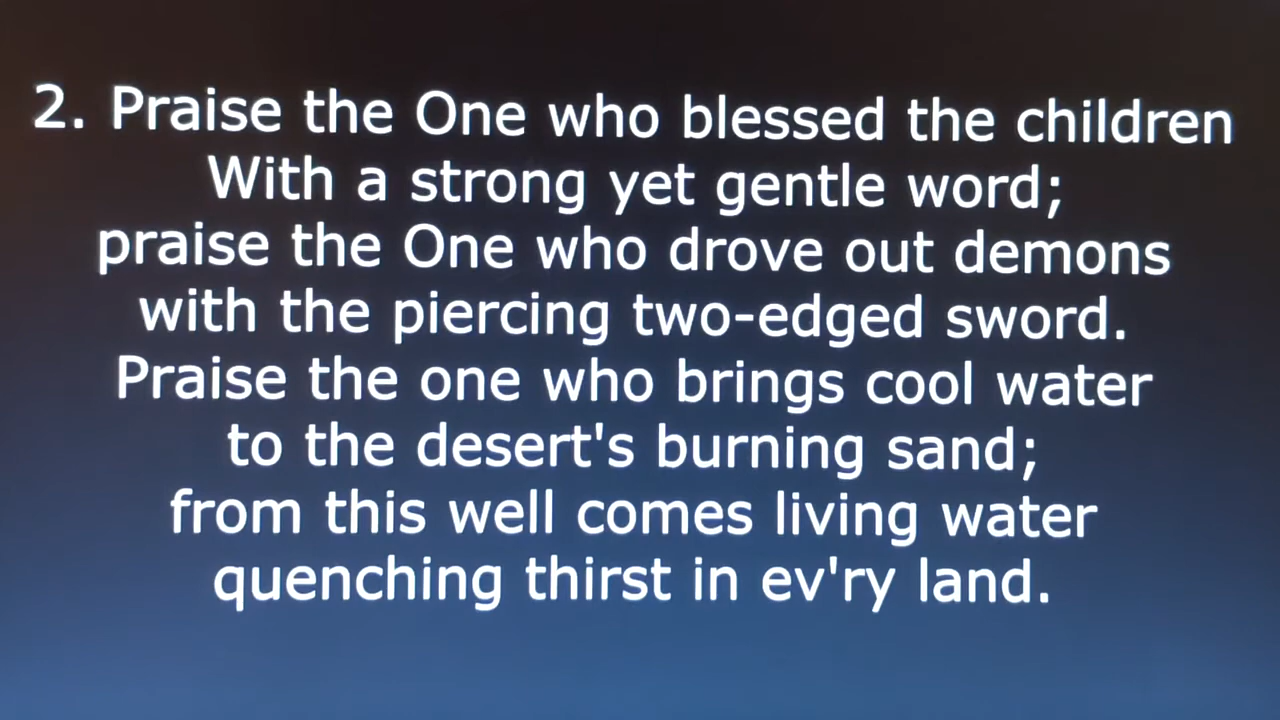 2. Praise the One who blessed the children
With a strong yet gentle word;
praise the One who drove out demons
with the piercing two-edged sword.
Praise the one who brings cool water
to the desert's burning sand;
from this well comes living water
quenching thirst in ev'ry land.